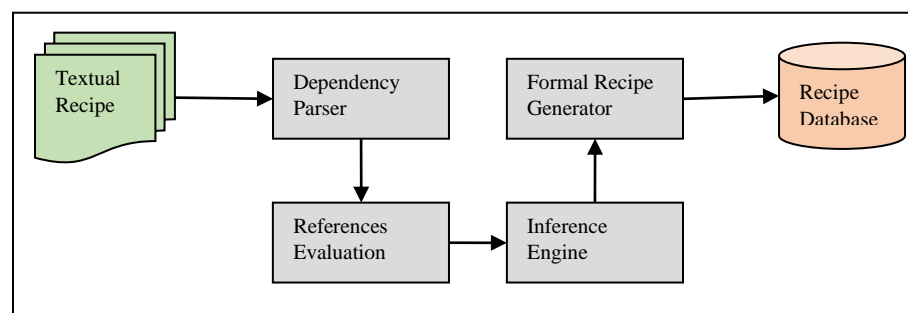 Textual
Recipe
Dependency
Parser
Formal Recipe
Generator
Recipe
Database
References
Evaluation
Inference
Engine